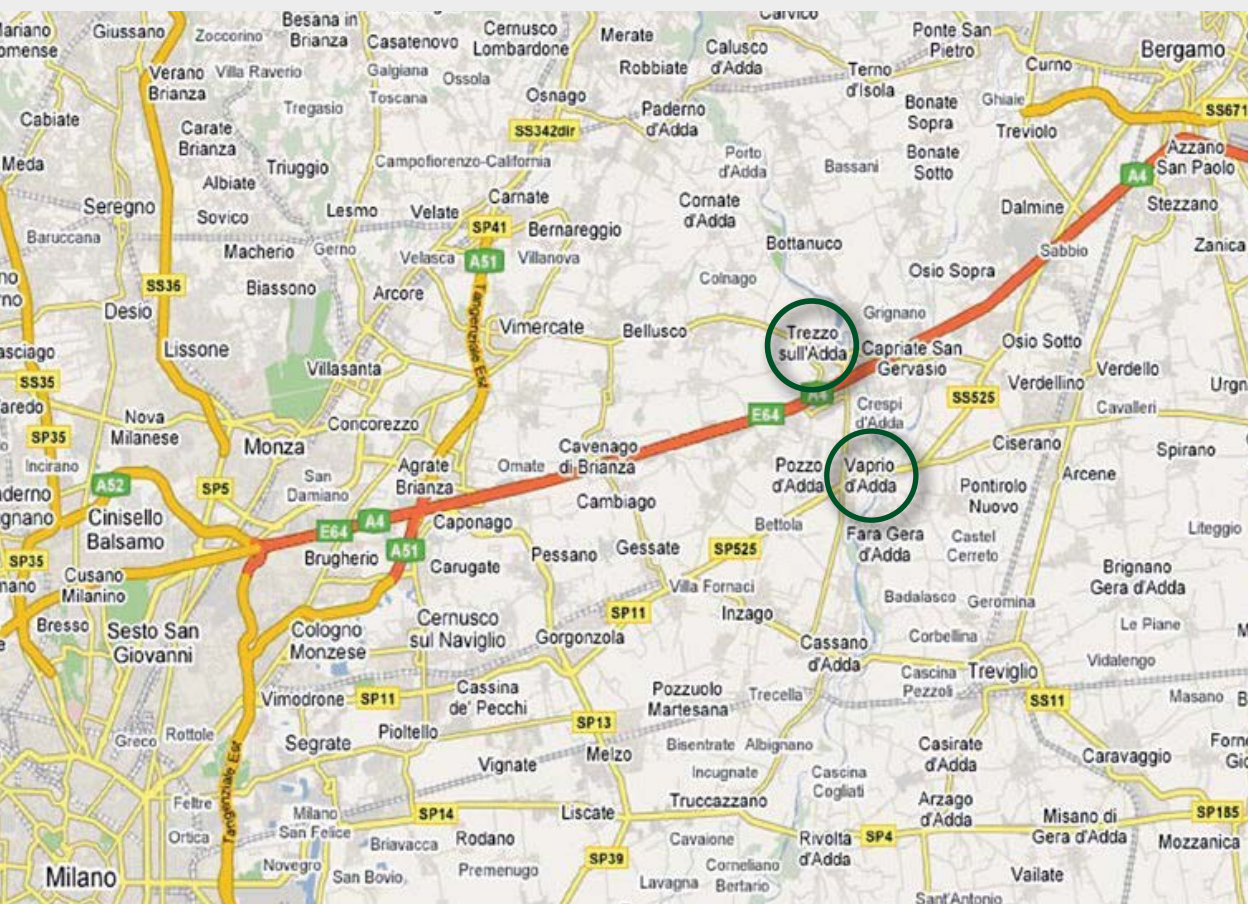 Giussano
Zoccorino
Besana in
Brianza
Casatenovo
Cernusco
Lombardone
Merate
Calusco
d'Adda
Carvico
Ponte San
Pietro
Bergamo
Verano
Brianza
Villa Raverio
Galgiana
Ossola
Robbiate
Terno
d'Isola
Curno
Tregasio
Toscana
Osnago
Paderno
d'Adda
Bonate
Sopra
Ghiaie
Treviolo
SS671
Cabiate
Carate
Brianza
SS342dir
Azzano
San Paolo
Meda
Triuggio
Campofiorenzo-California
Porto
d'Adda
Bassani
Bonate
Sotto
A4
Albiate
Carnate
Cornate
d'Adda
Dalmine
Stezzano
Seregno
Sovico
Lesmo
Velate
SP41
Bernareggio
Baruccana
Macherio
Gerno
Velasca
A51
Villanova
Bottanuco
Sabbio
Zanica
SS36
Biassono
Arcore
Colnago
Osio Sopra
Desio
Tangenziale Est
Vimercate
Bellusco
Trezzo
sull'Adda
Grignano
Lissone
Villasanta
Capriate San
Gervasio
Osio Sotto
SS35
Verdellino
Verdello
A4
E64
Crespi
d'Adda
SS525
Cavalleri
Nova
Milanese
Concorezzo
SP35
Monza
Cavenago
di Brianza
Ciserano
Spirano
Incirano
Agrate
Brianza
Omate
Pozzo
d'Adda
Vaprio
d'Adda
Arcene
A52
SP5
San
Damiano
Cambiago
Pontirolo
Nuovo
Cinisello
Balsamo
E64
A4
Caponago
Bettola
Fara Gera
d'Adda
Castel
Cerreto
Liteggio
SP35
Brugherio
A51
Carugate
Pessano
Gessate
SP525
Cusano
Milanino
Villa Fornaci
Brignano
Gera d'Adda
Bresso
Sesto San
Giovanni
Cologno
Monzese
Cernusco
sul Naviglio
SP11
Inzago
Badalasco
Geromina
Le Piane
Gorgonzola
Cassano
d'Adda
Corbellina
Vimodrone
SP11
Cassina
de' Pecchi
Pozzuolo
Martesana
Trecella
Cascina
Pezzoli
Treviglio
Vidalengo
SS11
Masano
Greco
Rottole
Segrate
Pioltello
SP13
Melzo
Bisentrate
Albignano
Casirate
d'Adda
Caravaggio
Tangenziale Est
Vignate
Incugnate
Cascina
Cogliati
Feltre
Milano
San Felice
SP14
Liscate
Truccazzano
Arzago
d'Adda
Misano di
Gera d'Adda
SP185
Ortica
Briavacca
Rodano
Cavaione
Rivolta
d'Adda
SP4
Mozzanica
Milano
Novegro
San Bovio
Premenugo
SP39
Lavagna
Corneliano
Bertario
Vailate
Sant'Antonio